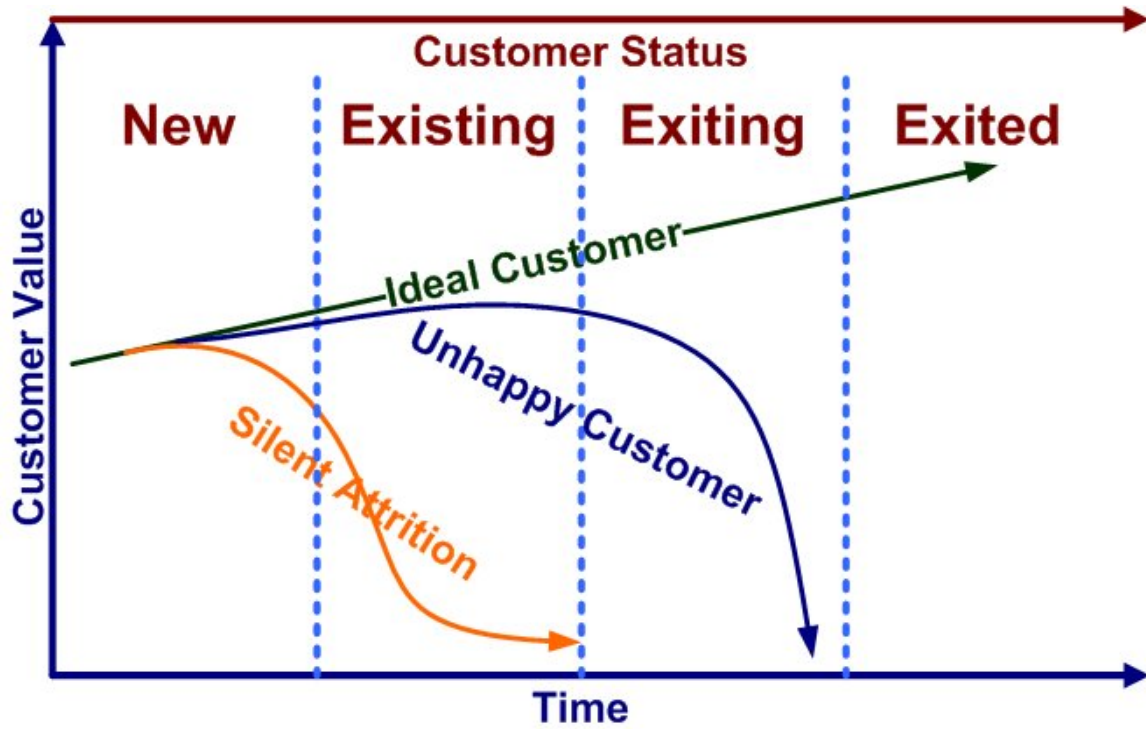 Customer Status
New Existing Exiting Exited
Customer Value
Ideal Customer
Unhappy Customer
Silent Attrition
Time